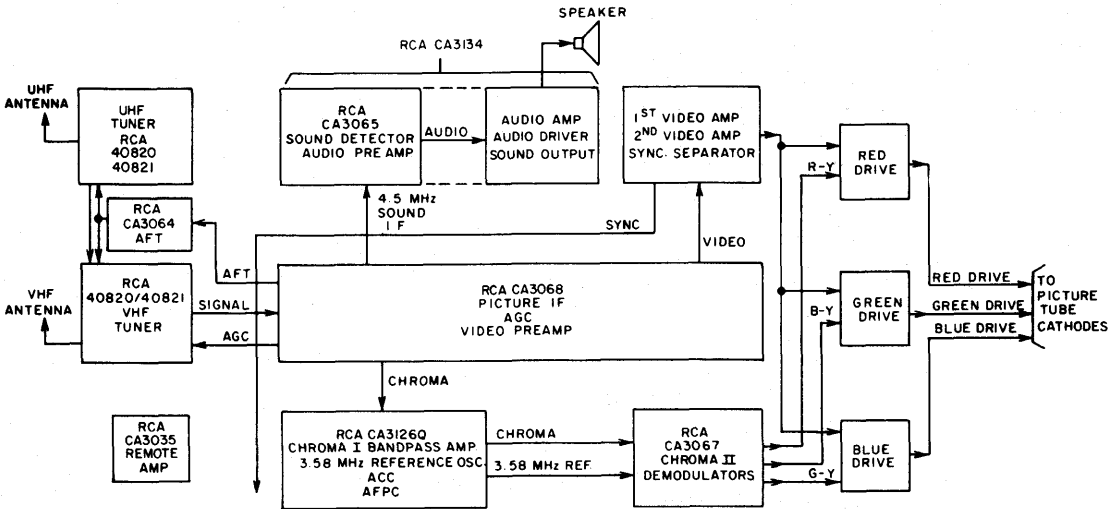 SPEAKER
RCA CA3134
UHF
ANTENNA
UHF
TUNER
RCA
40820
40821
RCA
CA3065
SOUND DETECTOR
AUDIO PREAMP
AUDIO
AUDIO AMP
AUDIO DRIVER
SOUND OUTPUT
1ST VIDEO AMP
2ND VIDEO AMP
SYNC. SEPARATOR
R-Y
RED
DRIVE
RCA
CA3064
AFT
4.5 MHz
SOUND
IF
SYNC
VIDEO
AFT
VHF
ANTENNA
RCA
40820/40821
VHF
TUNER
SIGNAL
AGC
RCA CA3068
PICTURE IF
AGC
VIDEO PREAMP
B-Y
GREEN
DRIVE
RED DRIVE
GREEN DRIVE
BLUE DRIVE
TO
PICTURE
TUBE
CATHODES
CHROMA
RCA
CA3035
REMOTE
AMP
RCA CA3126Q
CHROMA I BANDPASS AMP.
3.58 MHz REFERENCE OSC.
ACC
AFPC
CHROMA
3.58 MHz REF.
RCA
CA3067
CHROMA II
DEMODULATORS
G-Y
BLUE
DRIVE